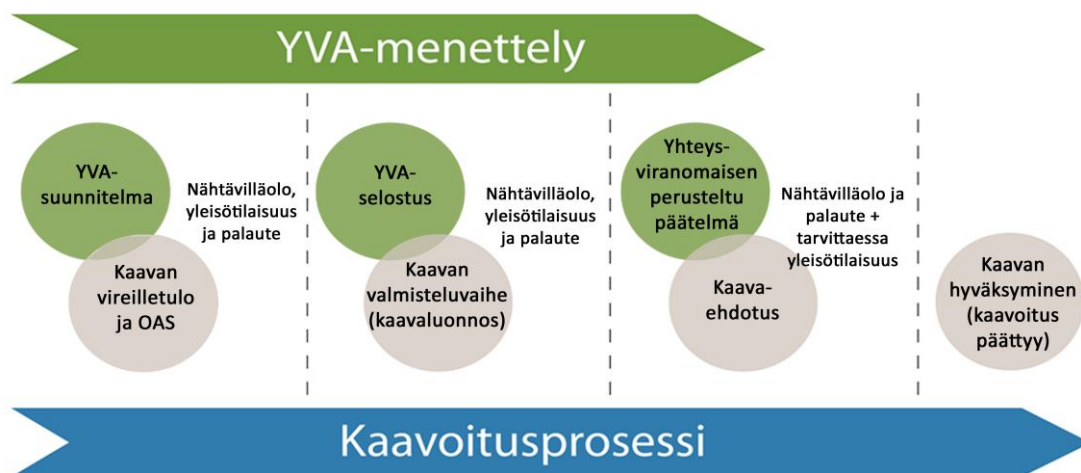 YVA-menettely
YVA-
suunnitelma
Nähtävilläolo,
yleisötilaisuus
ja palaute
Kaavan
vireilletulo
ja OAS
YVA-
selostus
Nähtävilläolo,
yleisötilaisuus
ja palaute
Kaavan
valmisteluvaihe
(kaavaluonnos)
Yhteys-
viranomaisen
perusteltu
päätelmä
Nähtävilläolo ja
palaute +
tarvittaessa
yleisötilaisuus
Kaava-
ehdotus
Kaavan
hyväksyminen
(kaavoitus
päättyy)
Kaavoitusprosessi